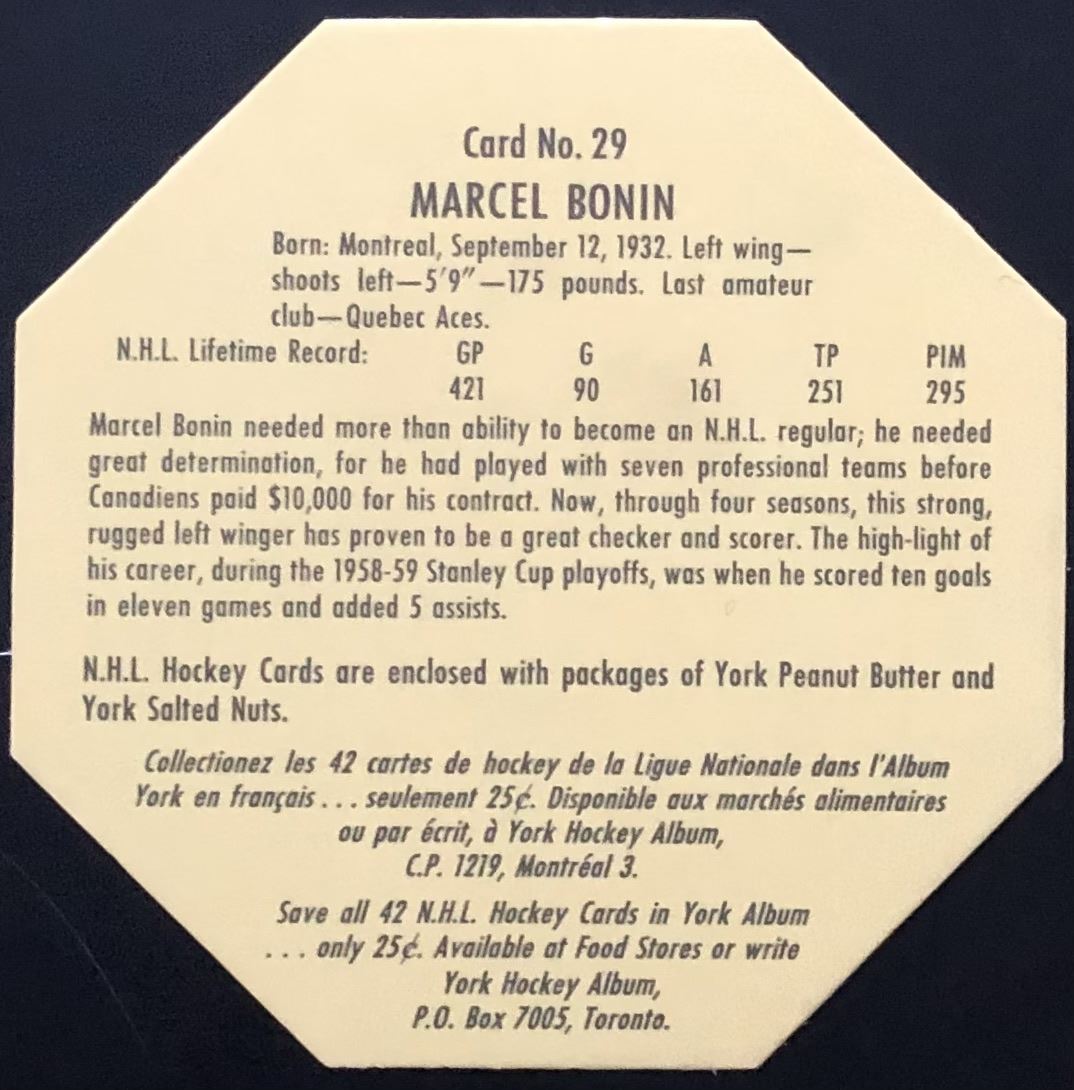 Card No. 29
MARCEL BONIN
Born: Montreal, September 12, 1932. Left wing—
shoots left—5'9"—175 pounds. Last amateur
club—Quebec Aces.
N.H.L. Lifetime Record: GP G A TP PIM
421 90 161 251 295
Marcel Bonin needed more than ability to become an N.H.L. regular; he needed
great determination, for he had played with seven professional teams before
Canadiens paid $10,000 for his contract. Now, through four seasons, this strong,
rugged left winger has proven to be a great checker and scorer. The high-light of
his career, during the 1958-59 Stanley Cup playoffs, was when he scored ten goals
in eleven games and added 5 assists.
N.H.L. Hockey Cards are enclosed with packages of York Peanut Butter and
York Salted Nuts.
Collectionez les 42 cartes de hockey de la Ligue Nationale dans l'Album
York en français . . . seulement 25¢. Disponible aux marchés alimentaires
ou par écrit, à York Hockey Album,
C.P. 1219, Montréal 3.
Save all 42 N.H.L. Hockey Cards in York Album
. . . only 25¢. Available at Food Stores or write
York Hockey Album,
P.O. Box 7005, Toronto.